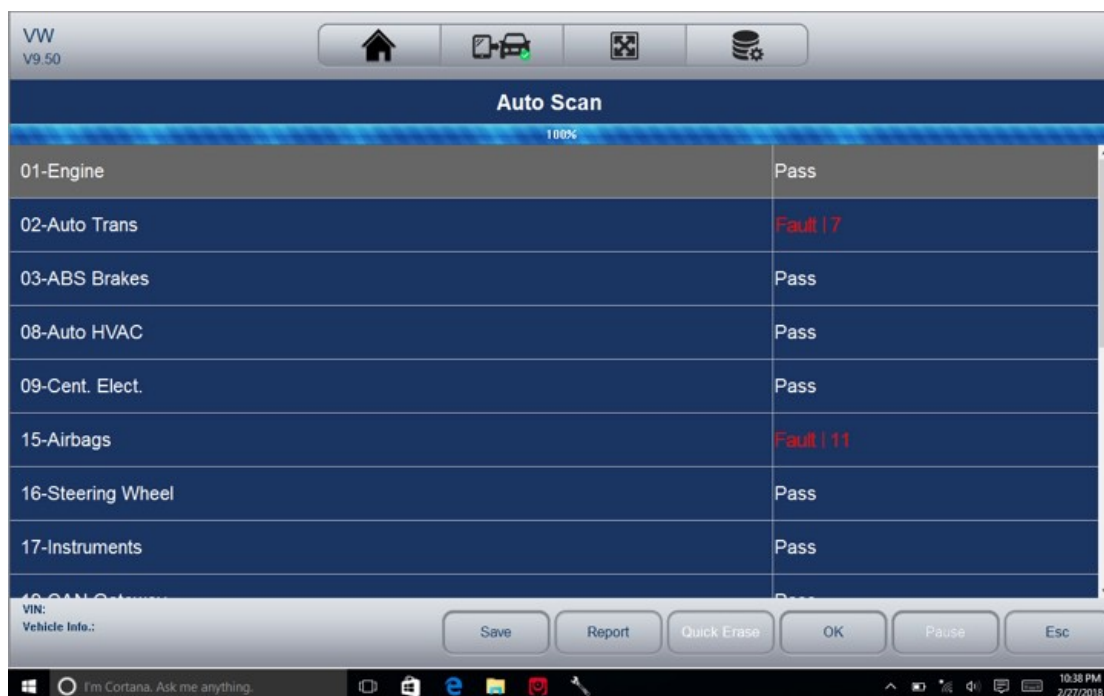 VW
V9.50
Auto Scan
100%
01-Engine Pass
02-Auto Trans Fault | 7
03-ABS Brakes Pass
08-Auto HVAC Pass
09-Cent. Elect. Pass
15-Airbags Fault | 11
16-Steering Wheel Pass
17-Instruments Pass
VIN:
Vehicle Info.:
Save Report Quick Erase OK Pause Esc
I'm Cortana. Ask me anything.
10:38 PM
2/27/2018